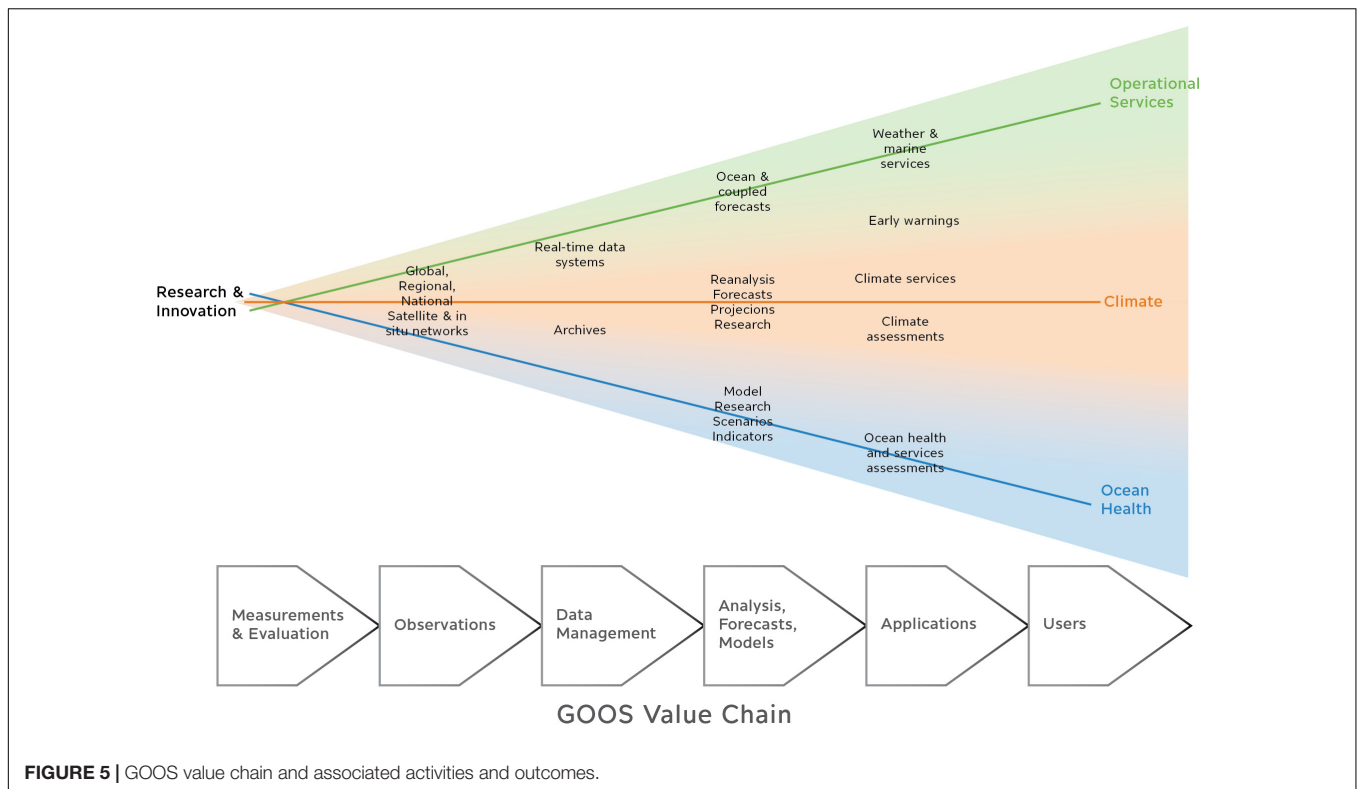 Operational
Services
Weather &
marine
services
Ocean &
coupled
forecasts
Early warnings
Real-time data
systems
Global,
Regional,
National
Satellite & in
situ networks
Research &
Innovation
Reanalysis
Forecasts
Projecions
Research
Climate services
Climate
Archives
Climate
assessments
Model
Research
Scenarios
Indicators
Ocean health
and services
assessments
Ocean
Health
Measurements
& Evaluation
Observations
Data
Management
Analysis,
Forecasts,
Models
Applications
Users
GOOS Value Chain
FIGURE 5 | GOOS value chain and associated activities and outcomes.